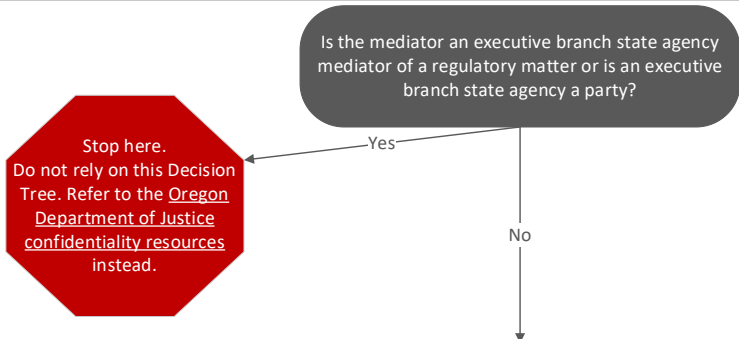 Is the mediator an executive branch state agency
mediator of a regulatory matter or is an executive
branch state agency a party?
Yes
Stop here.
Do not rely on this Decision
Tree. Refer to the Oregon
Department of Justice
confidentiality resources
instead.
No